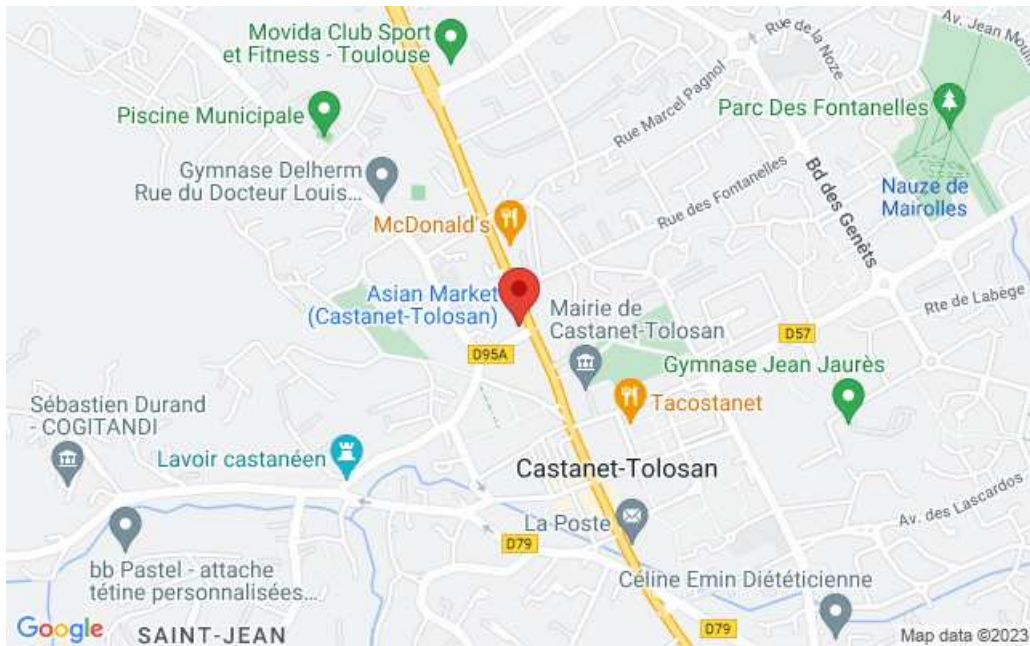 Movida Club Sport
et Fitness - Toulouse
Rue de la Noze
Av. Jean Mouli
Piscine Municipale
Rue Marcel Pagnol
Parc Des Fontanelles
Gymnase Delherm
Rue du Docteur Louis...
Rue des Fontanelles
Bd des Genêts
Nauze de
Mairolles
McDonald's
Asian Market
(Castanet-Tolosan)
Mairie de
Castanet-Tolosan
Rte de Labège
D57
D95A
Gymnase Jean Jaurès
Sébastien Durand
- COGITANDI
Tacostanet
Lavoir castanéen
Castanet-Tolosan
Av. des Lascardos
La Poste
D79
bb Pastel - attache
tétine personnalisées...
Céline Emin Diététicienne
Google
SAINT-JEAN
D79
Map data ©2023